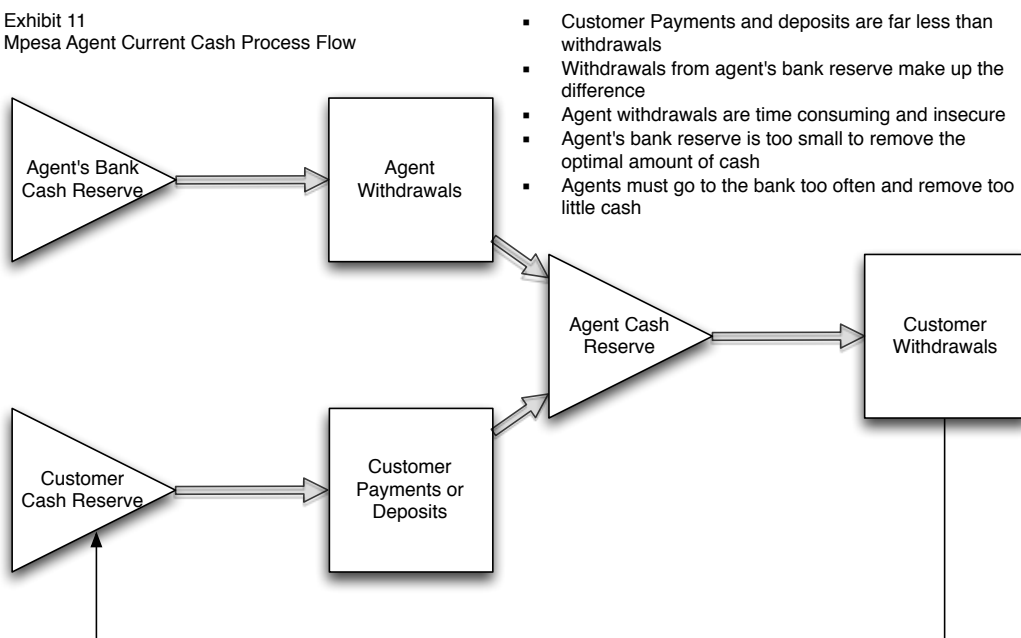 Exhibit 11
Mpesa Agent Current Cash Process Flow
▪ Customer Payments and deposits are far less than
withdrawals
▪ Withdrawals from agent's bank reserve make up the
difference
▪ Agent withdrawals are time consuming and insecure
▪ Agent's bank reserve is too small to remove the
optimal amount of cash
▪ Agents must go to the bank too often and remove too
little cash
Agent's Bank
Cash Reserve
Agent
Withdrawals
Agent Cash
Reserve
Customer
Withdrawals
Customer
Cash Reserve
Customer
Payments or
Deposits